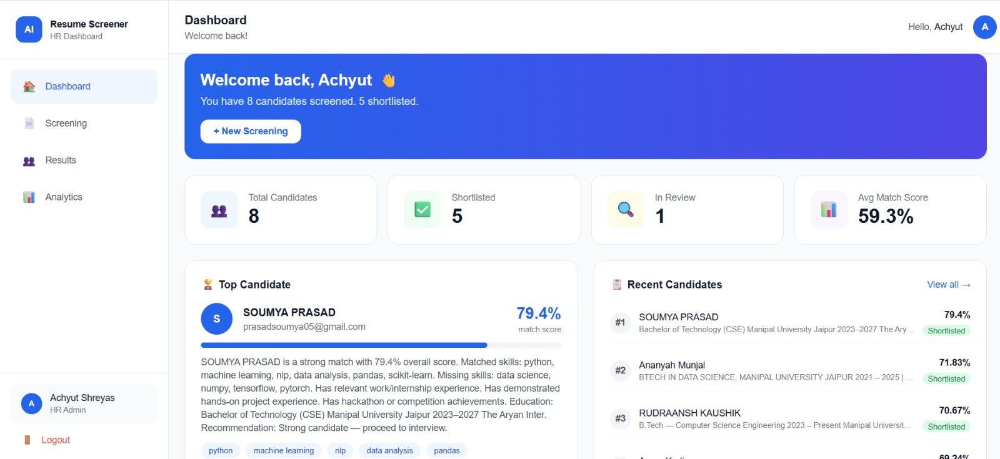 AI
Resume Screener
HR Dashboard
Dashboard
Screening
Results
Analytics
A
Achyut Shreyas
HR Admin
Logout
Dashboard
Welcome back!
Hello, Achyut
A
Welcome back, Achyut 👋
You have 8 candidates screened. 5 shortlisted.
+ New Screening
Total Candidates
8
Shortlisted
5
In Review
1
Avg Match Score
59.3%
Top Candidate
S
SOUMYA PRASAD
prasadsoumya05@gmail.com
79.4%
match score
SOUMYA PRASAD is a strong match with 79.4% overall score. Matched skills: python,
machine learning, nlp, data analysis, pandas, scikit-learn. Missing skills: data science,
numpy, tensorflow, pytorch. Has relevant work/internship experience. Has demonstrated
hands-on project experience. Has hackathon or competition achievements. Education:
Bachelor of Technology (CSE) Manipal University Jaipur 2023–2027 The Aryan Inter.
Recommendation: Strong candidate — proceed to interview.
python machine learning nlp data analysis pandas
Recent Candidates
View all →
#1
SOUMYA PRASAD
Bachelor of Technology (CSE) Manipal University Jaipur 2023–2027 The Ary...
79.4%
Shortlisted
#2
Ananyah Munjal
BTECH IN DATA SCIENCE, MANIPAL UNIVERSITY JAIPUR 2021 – 2025 | ...
71.83%
Shortlisted
#3
RUDRAANSH KAUSHIK
B.Tech — Computer Science Engineering 2023 – Present Manipal Universit...
70.67%
Shortlisted
69.24%